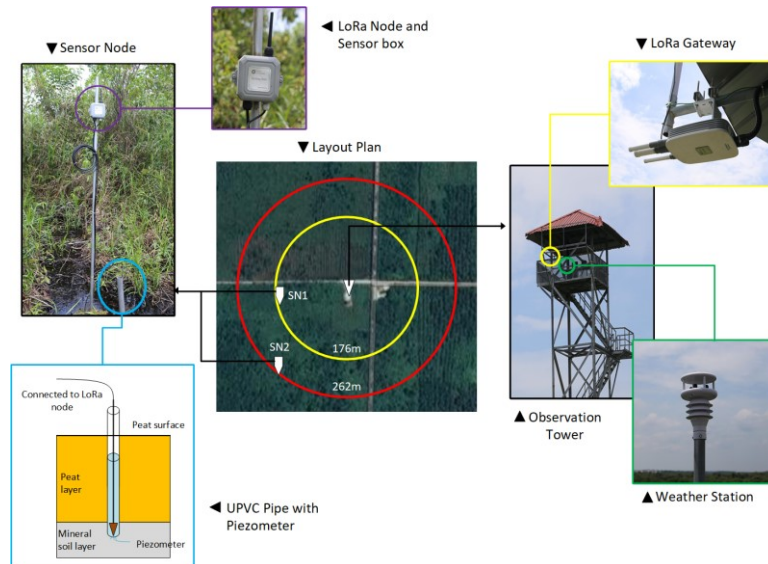 ◀ LoRa Node and
Sensor box
▼ Sensor Node
▼ LoRa Gateway
▼ Layout Plan
SN1
SN2
176m
262m
Connected to LoRa
node
Peat surface
Peat
layer
Mineral
soil layer
Piezometer
◀ UPVC Pipe with
Piezometer
▲ Observation
Tower
▲ Weather Station